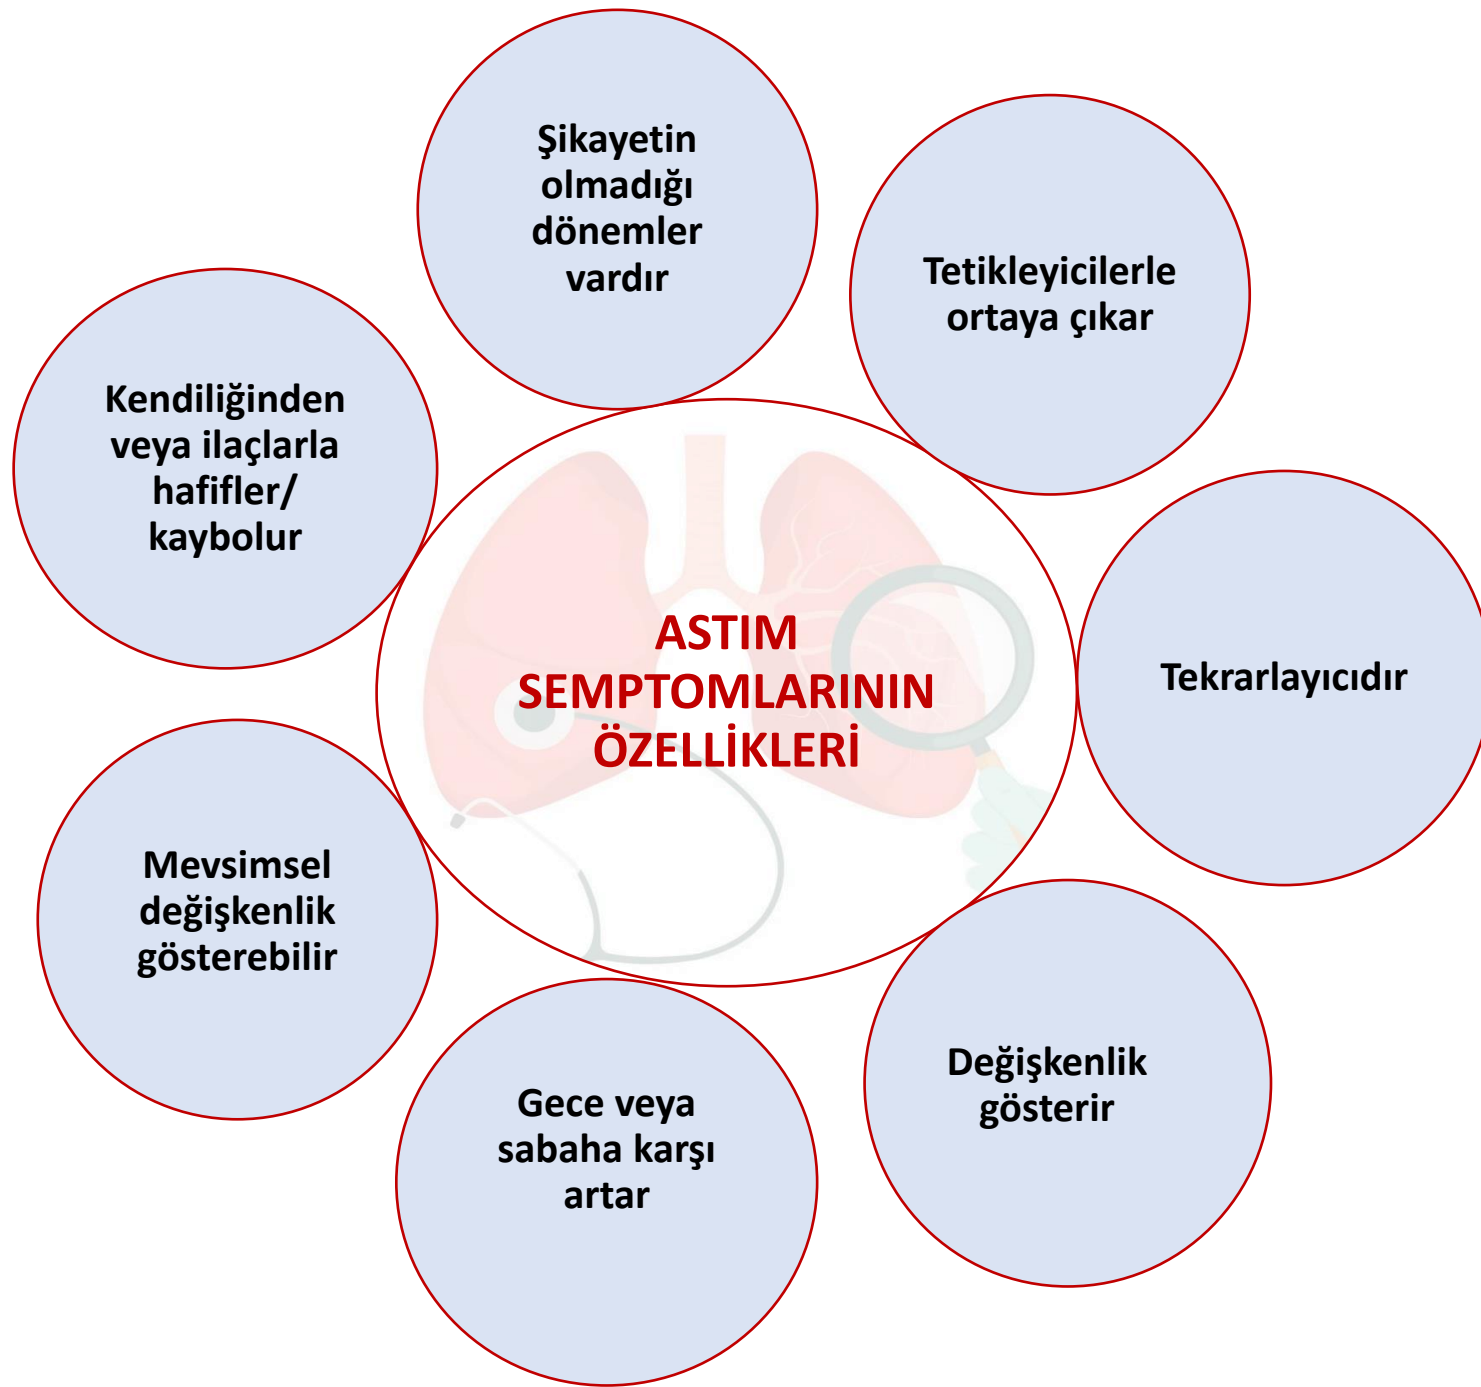 Şikayetin
olmadığı
dönemler
vardır
Tetikleyicilerle
ortaya çıkar
Kendiliğinden
veya ilaçlarla
hafifler/
kaybolur
ASTIM
SEMPTOMLARININ
ÖZELLİKLERİ
Tekrarlayıcıdır
Mevsimsel
değişkenlik
gösterebilir
Değişkenlik
gösterir
Gece veya
sabaha karşı
artar